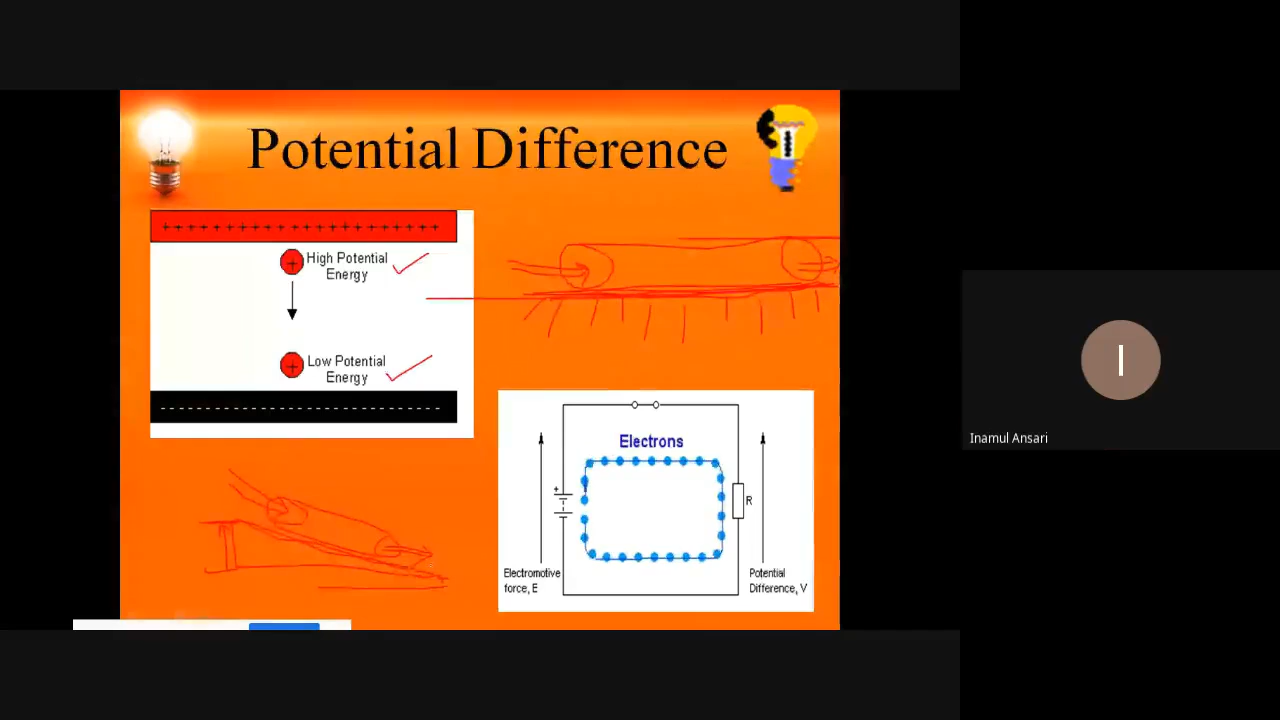 Potential Difference
+++++++++++++++++++++
+ High Potential
Energy
+ Low Potential
Energy
----------------------
Electrons
+
R
Electromotive
force, E
Potential
Difference, V
I
Inamul Ansari